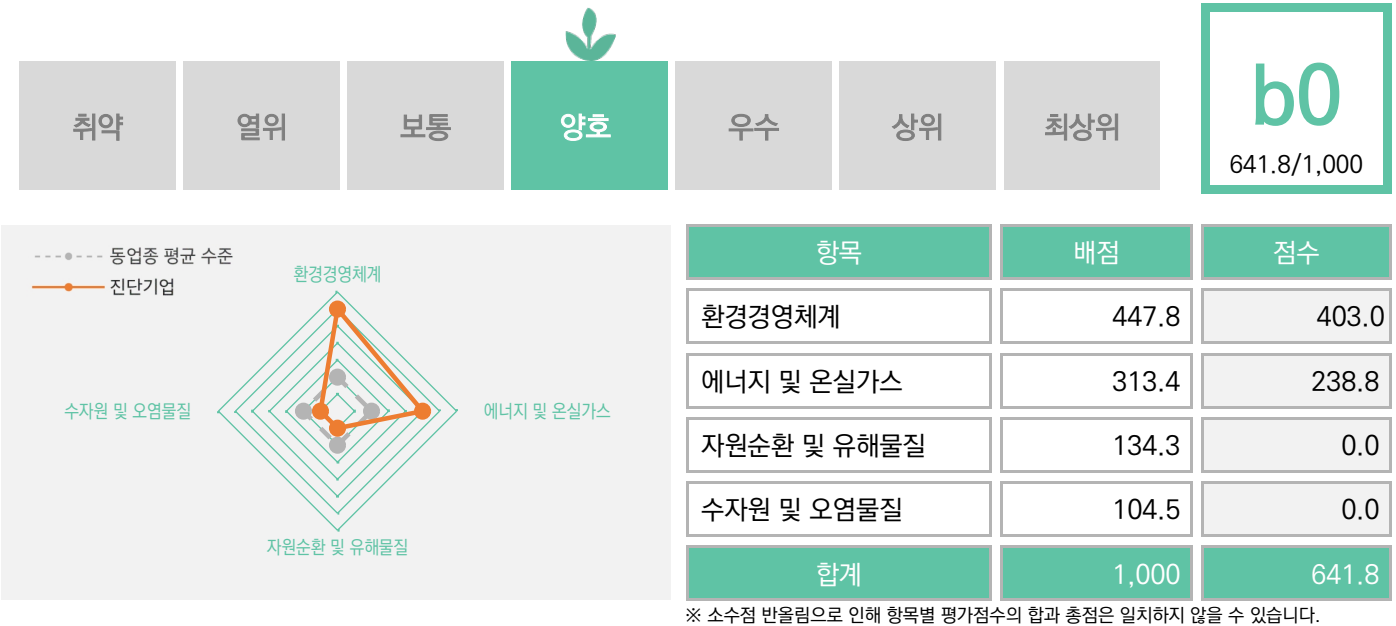 취약
열위
보통
양호
우수
상위
최상위
b0
641.8/1,000
동업종 평균 수준
진단기업
환경경영체계
수자원 및 오염물질
에너지 및 온실가스
자원순환 및 유해물질
항목 배점 점수
환경경영체계 447.8 403.0
에너지 및 온실가스 313.4 238.8
자원순환 및 유해물질 134.3 0.0
수자원 및 오염물질 104.5 0.0
합계 1,000 641.8
※ 소수점 반올림으로 인해 항목별 평가점수의 합과 총점은 일치하지 않을 수 있습니다.